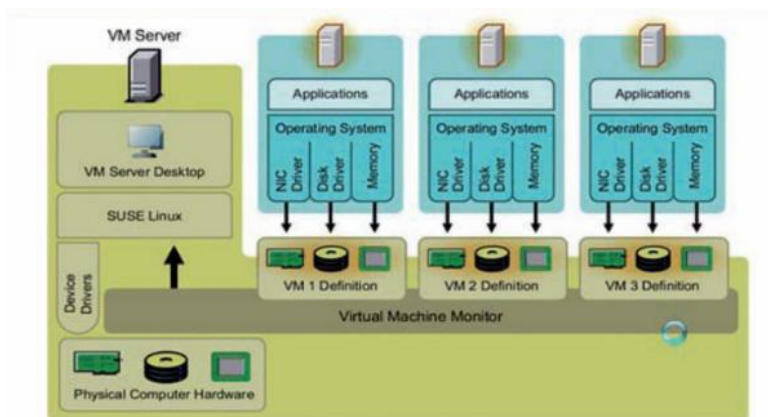 VM Server
VM Server Desktop
SUSE Linux
Device
Drivers
Physical Computer Hardware
Virtual Machine Monitor
Applications
Operating System
NIC
Driver
Disk
Driver
Memory
VM 1 Definition
Applications
Operating System
NIC
Driver
Disk
Driver
Memory
VM 2 Definition
Applications
Operating System
NIC
Driver
Disk
Driver
Memory
VM 3 Definition